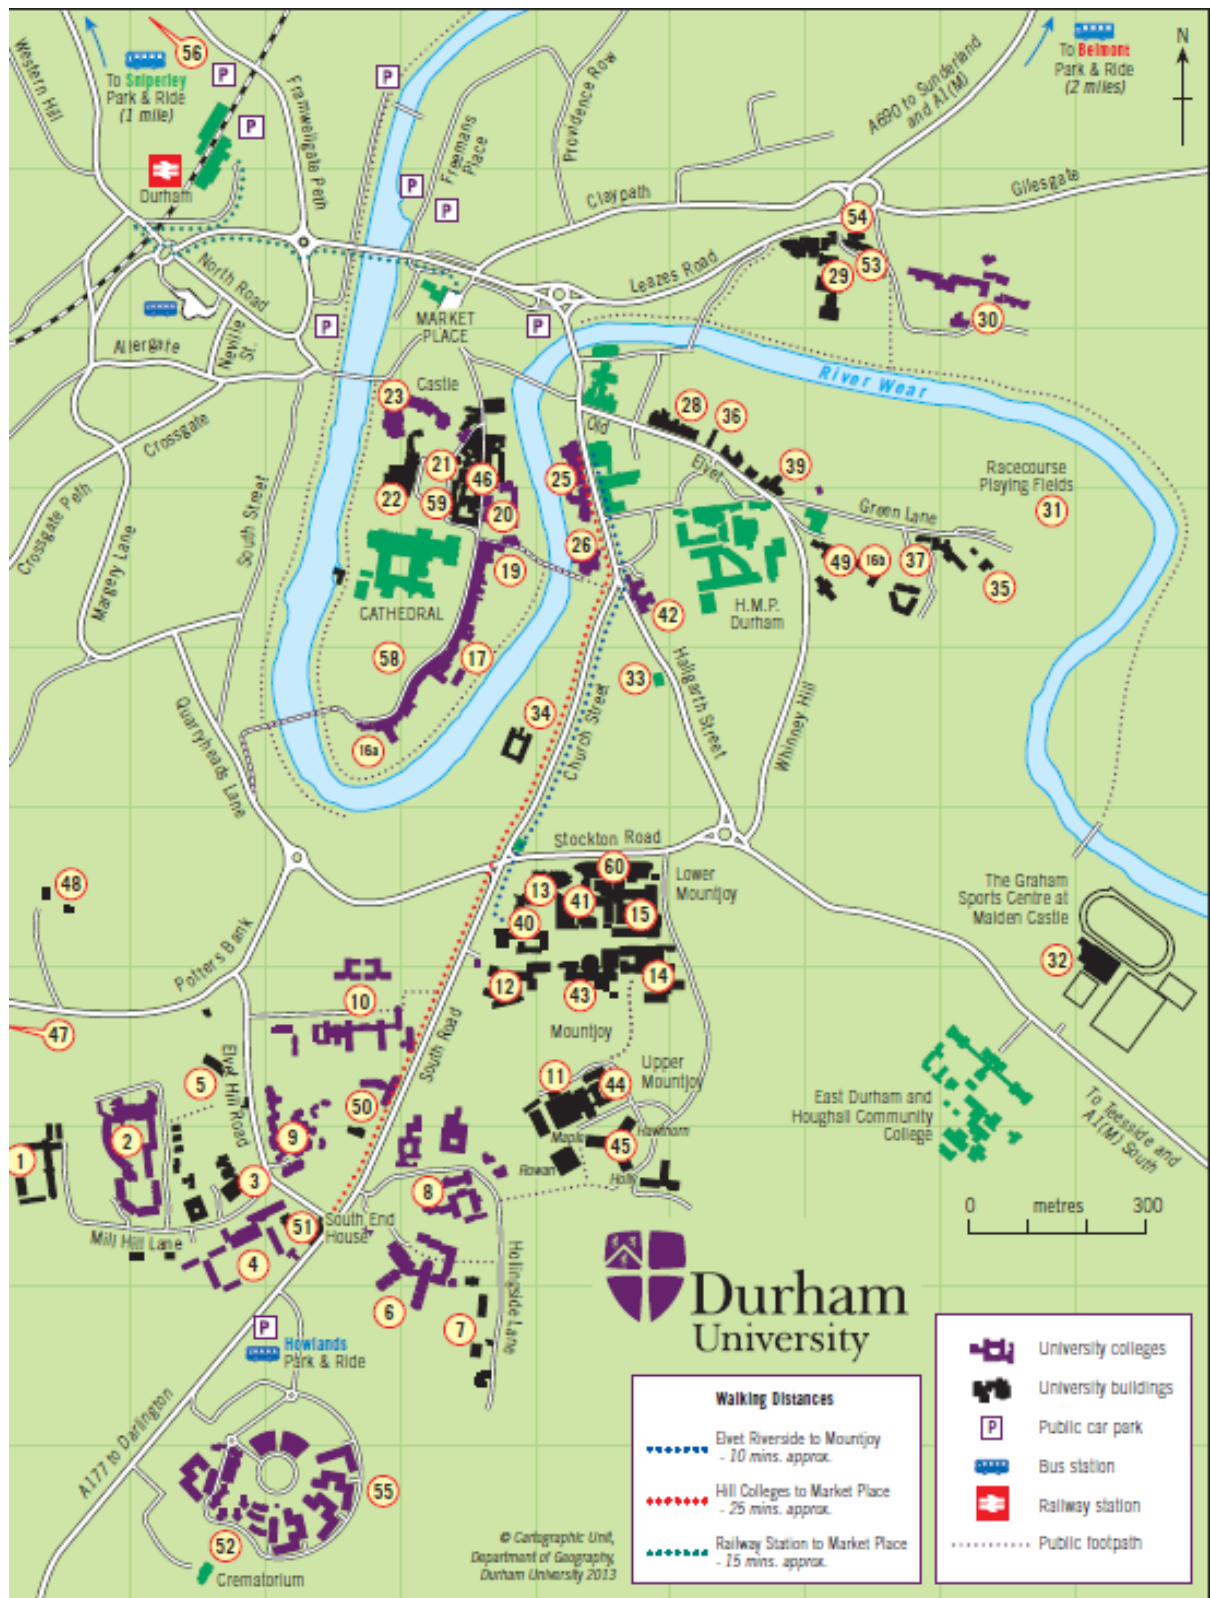 56
To Sniperley
Park & Ride
(1 mile)
P
P
P
P
P
To Belmont
Park & Ride
(2 miles)
N
Western Hill
Framwellgate Peth
Freemans
Place
Providence Row
A690 to Sunderland
and A1(M)
Durham
Claypath
Gilesgate
54
53
29
30
North Road
Leazes Road
MARKET
PLACE
P
P
Neville
St.
Allergate
River Wear
Castle
23
28
36
Crossgate
Old
Elvet
21
46
25
39
Racecourse
Playing Fields
31
22
59
20
Green Lane
Crossgate Peth
South Street
Margery Lane
26
49
16b
37
35
19
CATHEDRAL
H.M.P.
Durham
42
58
17
33
Hallgarth Street
34
Church Street
Whinney Hill
Quarryheads Lane
16a
Stockton Road
60
Lower
Mountjoy
13
41
15
40
48
The Graham
Sports Centre at
Maiden Castle
32
Potters Bank
12
43
14
10
47
South Road
Mountjoy
Elvet Hill Road
5
11
44
Upper
Mountjoy
50
East Durham and
Houghall Community
College
To Teesside and
A1(M) South
1
2
9
Maple
Hawthorn
45
Rowan
Holly
3
8
0 metres 300
51
South End
House
Mill Hill Lane
4
Hollingside Lane
6
7
P
Howlands
Park & Ride
Durham
University
A177 to Darlington
55
52
Crematorium
© Cartographic Unit,
Department of Geography,
Durham University 2013
Walking Distances
Elvet Riverside to Mountjoy
- 10 mins. approx.
Hill Colleges to Market Place
- 25 mins. approx.
Railway Station to Market Place
- 15 mins. approx.
University colleges
University buildings
P
Public car park
Bus station
Railway station
Public footpath